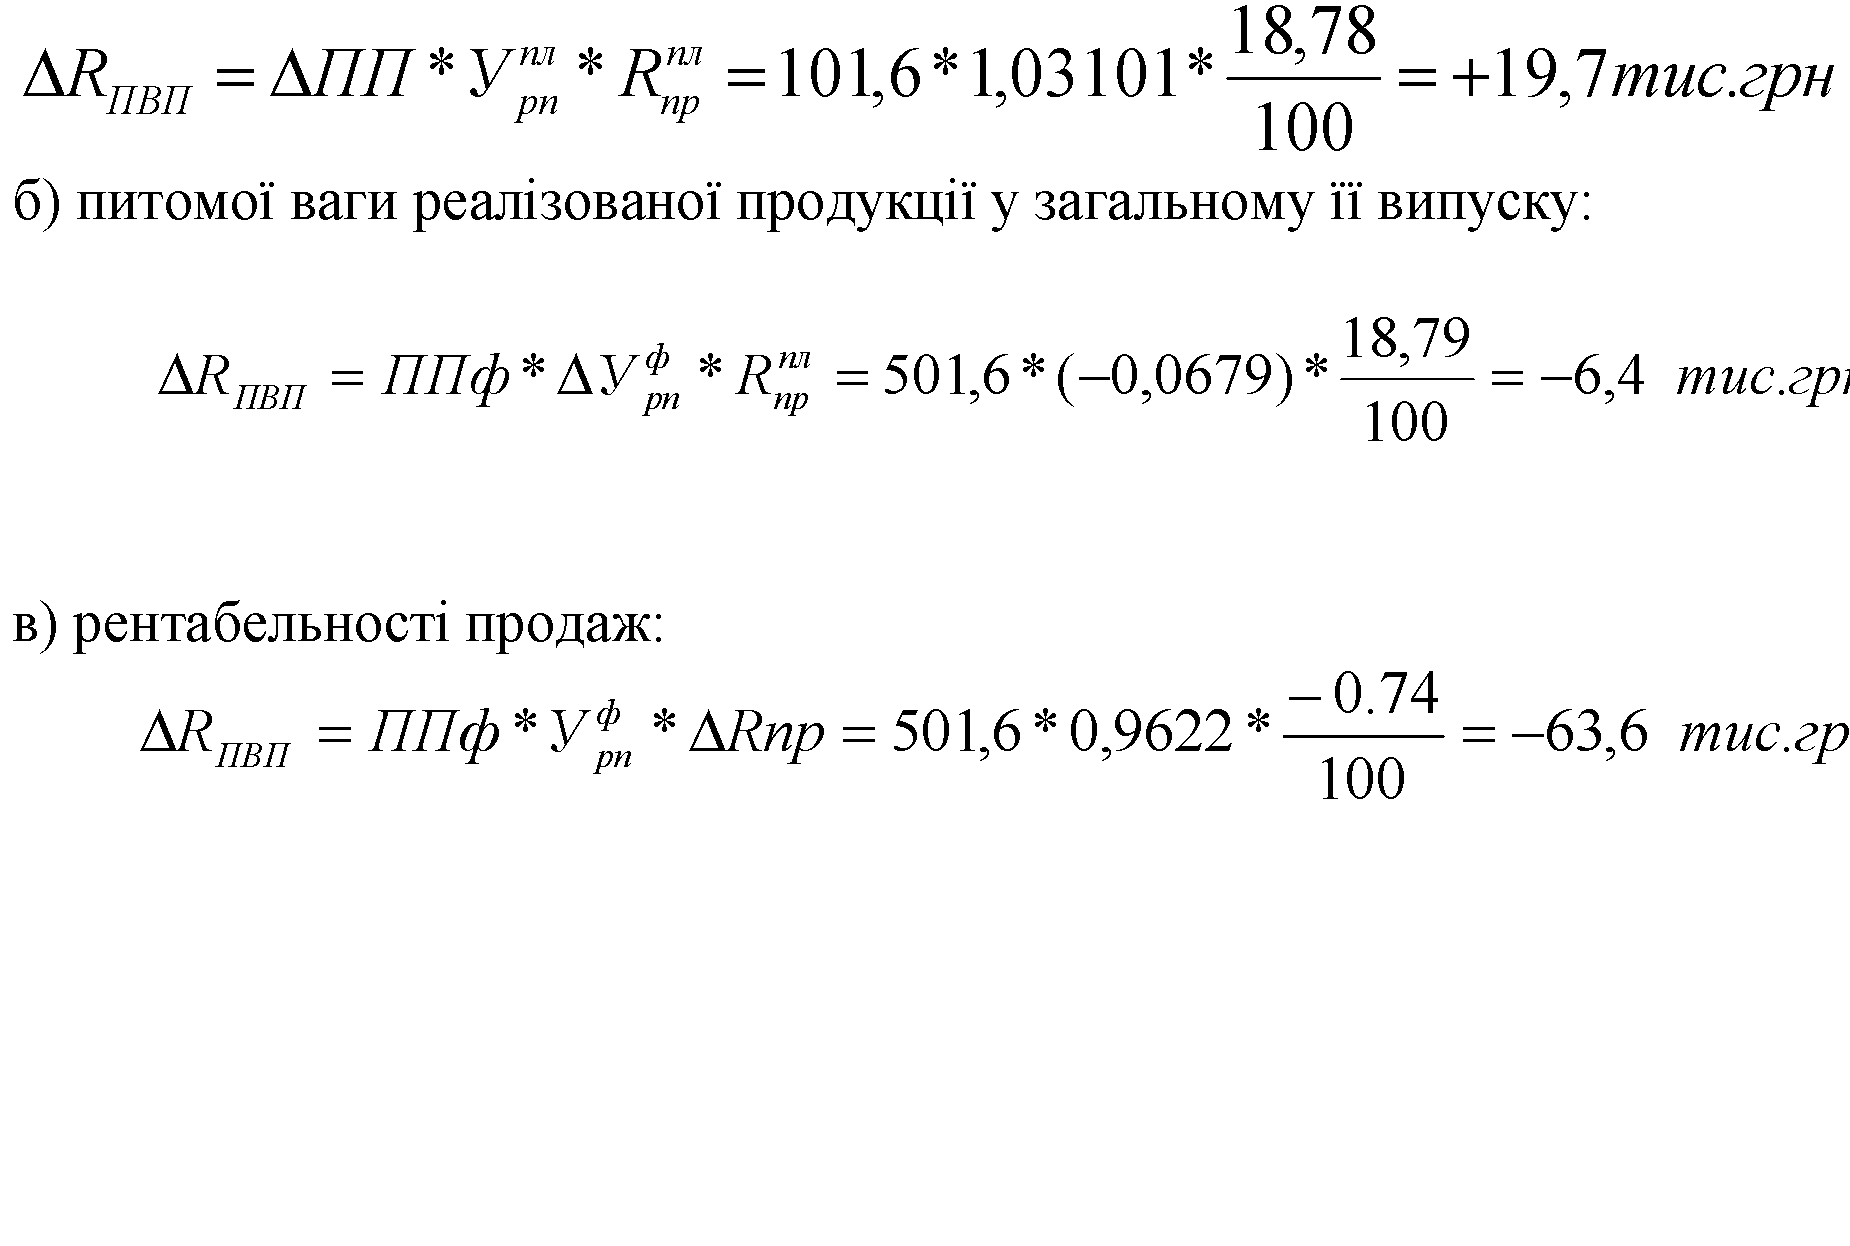 ΔR_ПВП = ΔПП * У_рп^пл * R_пр^пл = 101,6 * 1,03101 * 18,78/100 = +19,7 тис.грн
б) питомої ваги реалізованої продукції у загальному її випуску:
ΔR_ПВП = ППф * ΔУ_рп^ф * R_пр^пл = 501,6 * (−0,0679) * 18,79/100 = −6,4 тис.грн
в) рентабельності продаж:
ΔR_ПВП = ППф * У_рп^ф * ΔRпр = 501,6 * 0,9622 * −0.74/100 = −63,6 тис.гр